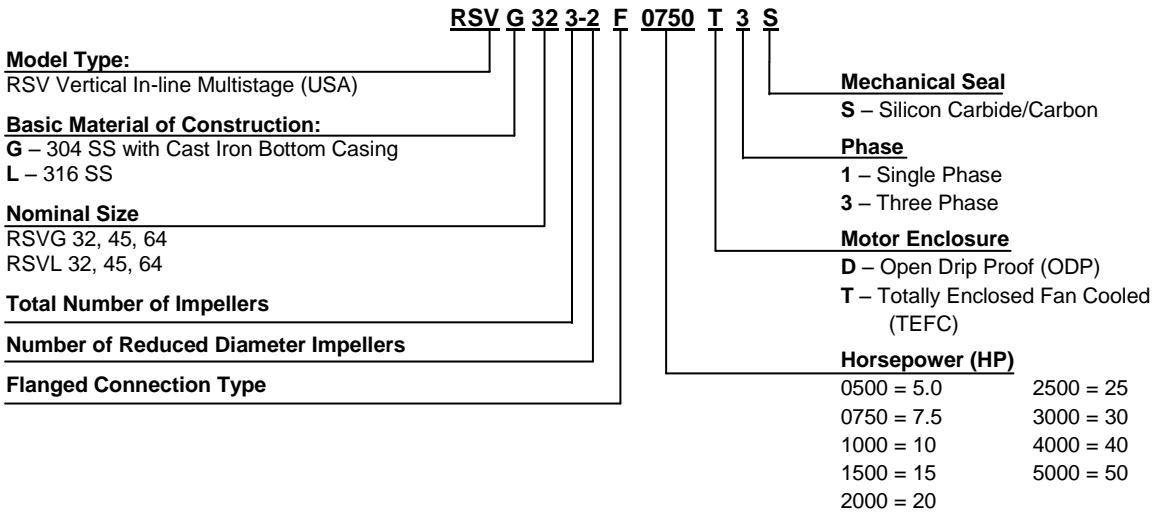 RSV G 32 3-2 F 0750 T 3 S
Model Type:
RSV Vertical In-line Multistage (USA)
Basic Material of Construction:
G – 304 SS with Cast Iron Bottom Casing
L – 316 SS
Nominal Size
RSVG 32, 45, 64
RSVL 32, 45, 64
Total Number of Impellers
Number of Reduced Diameter Impellers
Flanged Connection Type
Mechanical Seal
S – Silicon Carbide/Carbon
Phase
1 – Single Phase
3 – Three Phase
Motor Enclosure
D – Open Drip Proof (ODP)
T – Totally Enclosed Fan Cooled
(TEFC)
Horsepower (HP)
0500 = 5.0 2500 = 25
0750 = 7.5 3000 = 30
1000 = 10 4000 = 40
1500 = 15 5000 = 50
2000 = 20